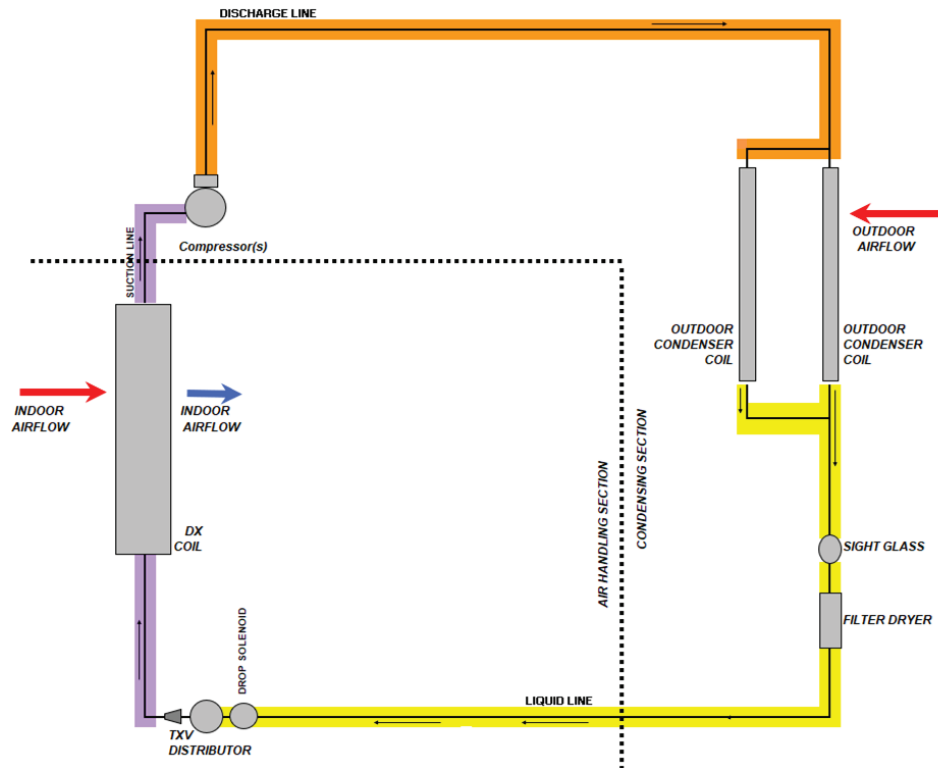 DISCHARGE LINE
SUCTION LINE
Compressor(s)
OUTDOOR
AIRFLOW
OUTDOOR
CONDENSER
COIL
OUTDOOR
CONDENSER
COIL
INDOOR
AIRFLOW
INDOOR
AIRFLOW
DX
COIL
AIR HANDLING SECTION
CONDENSING SECTION
SIGHT GLASS
FILTER DRYER
DROP SOLENOID
LIQUID LINE
TXV
DISTRIBUTOR